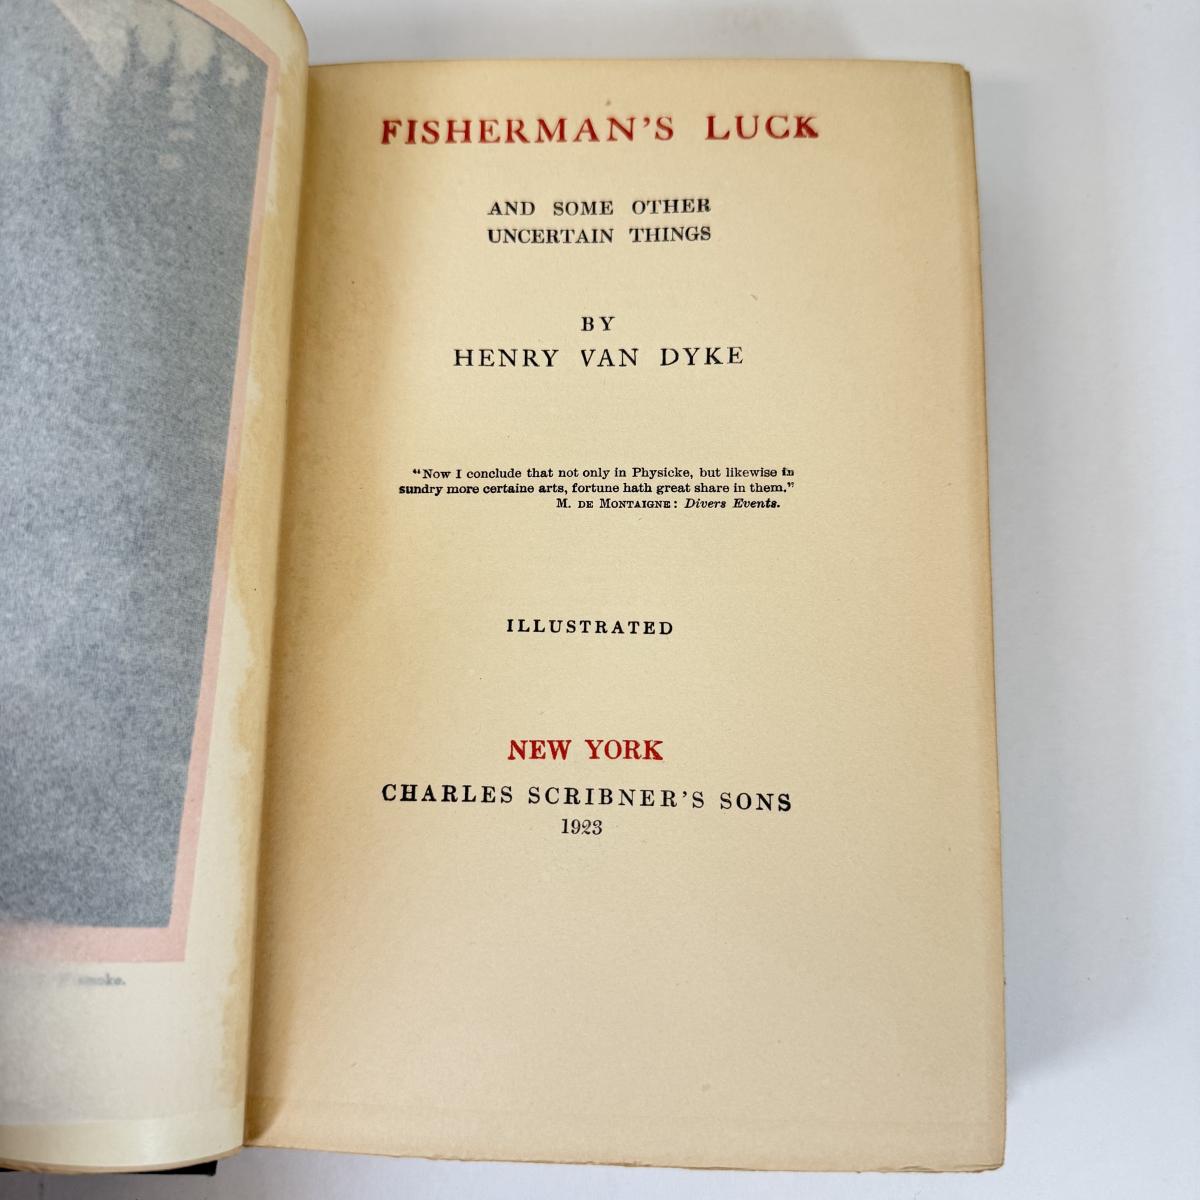 FISHERMAN'S LUCK
AND SOME OTHER
UNCERTAIN THINGS
BY
HENRY VAN DYKE
"Now I conclude that not only in Physicke, but likewise in
sundry more certaine arts, fortune hath great share in them."
M. DE MONTAIGNE: Divers Events.
ILLUSTRATED
NEW YORK
CHARLES SCRIBNER'S SONS
1923
smoke.